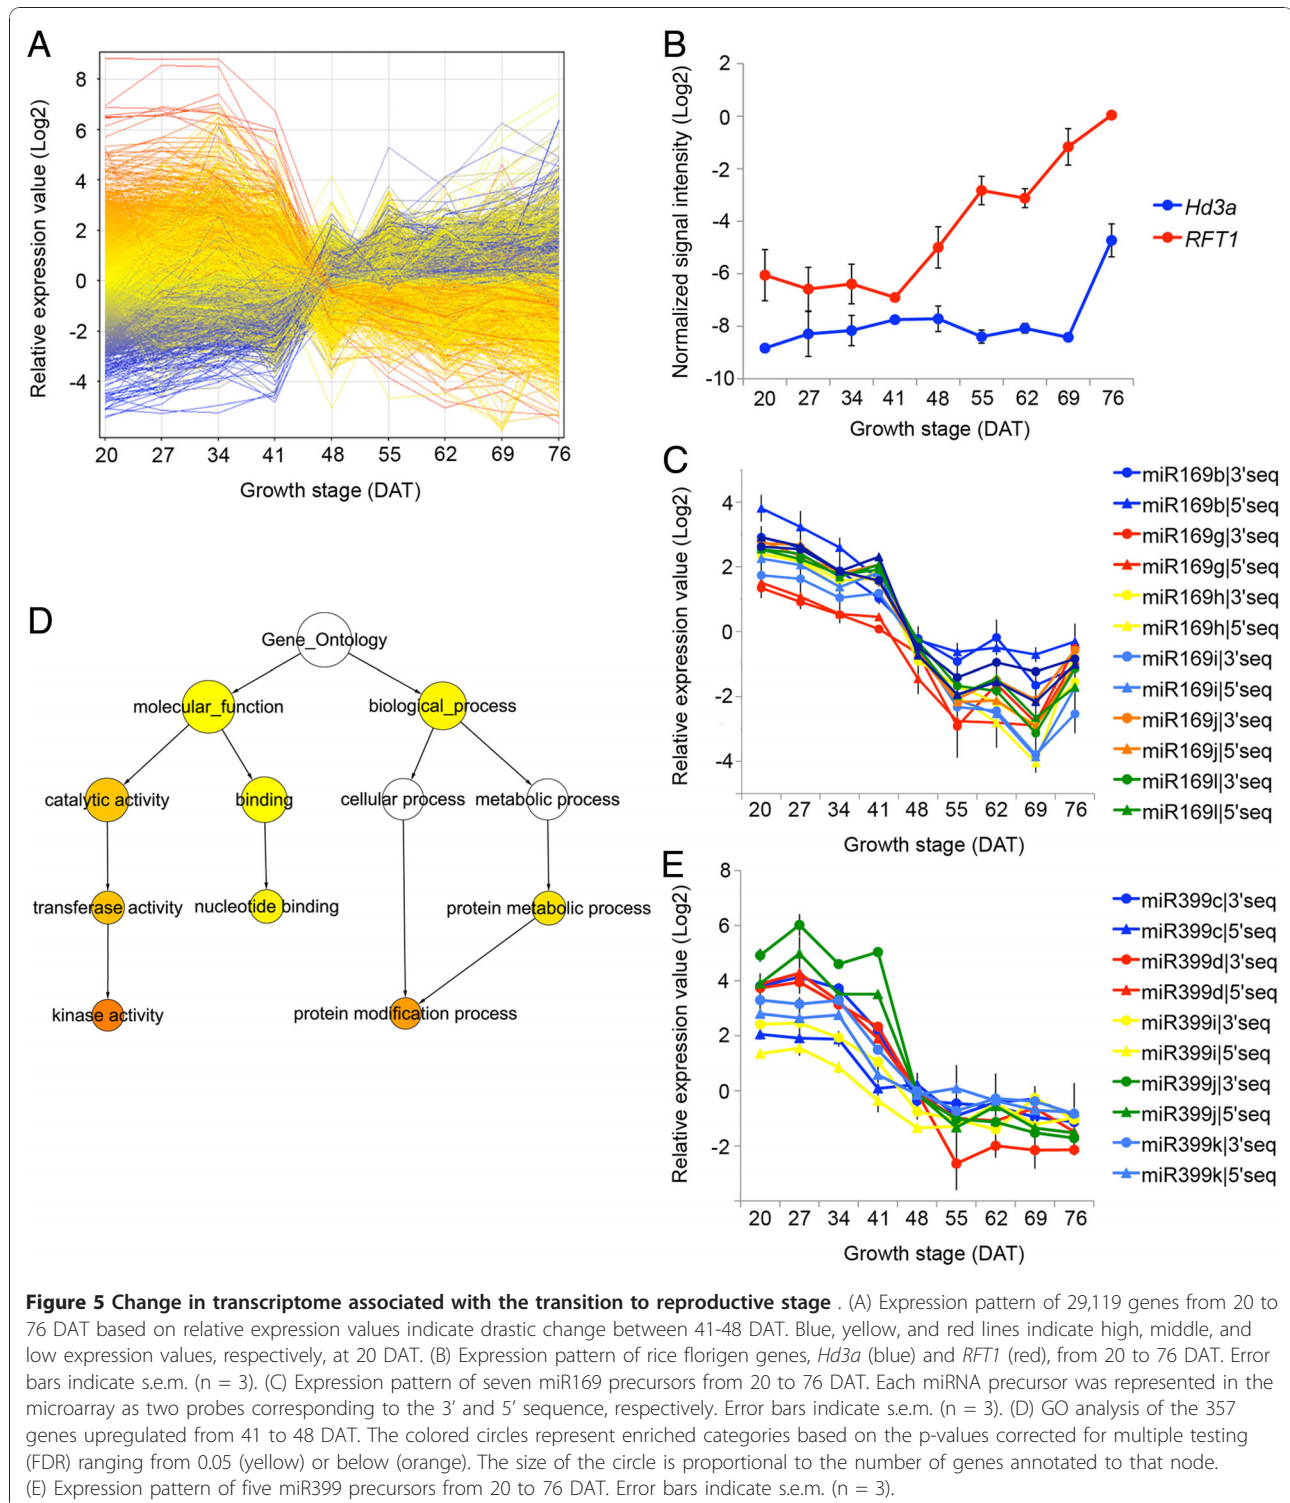 A
Relative expression value (Log2)
8
6
4
2
0
-2
-4
20 27 34 41 48 55 62 69 76
Growth stage (DAT)
B
Normalized signal intensity (Log2)
2
0
-2
-4
-6
-8
-10
20 27 34 41 48 55 62 69 76
Growth stage (DAT)
Hd3a
RFT1
C
Relative expression value (Log2)
4
2
0
-2
-4
20 27 34 41 48 55 62 69 76
Growth stage (DAT)
miR169b|3'seq
miR169b|5'seq
miR169g|3'seq
miR169g|5'seq
miR169h|3'seq
miR169h|5'seq
miR169i|3'seq
miR169i|5'seq
miR169j|3'seq
miR169j|5'seq
miR169l|3'seq
miR169l|5'seq
D
Gene_Ontology
molecular_function
biological_process
catalytic activity
binding
cellular process
metabolic process
transferase activity
nucleotide binding
protein metabolic process
kinase activity
protein modification process
E
Relative expression value (Log2)
8
6
4
2
0
-2
20 27 34 41 48 55 62 69 76
Growth stage (DAT)
miR399c|3'seq
miR399c|5'seq
miR399d|3'seq
miR399d|5'seq
miR399i|3'seq
miR399i|5'seq
miR399j|3'seq
miR399j|5'seq
miR399k|3'seq
miR399k|5'seq
Figure 5 Change in transcriptome associated with the transition to reproductive stage . (A) Expression pattern of 29,119 genes from 20 to
76 DAT based on relative expression values indicate drastic change between 41-48 DAT. Blue, yellow, and red lines indicate high, middle, and
low expression values, respectively, at 20 DAT. (B) Expression pattern of rice florigen genes, Hd3a (blue) and RFT1 (red), from 20 to 76 DAT. Error
bars indicate s.e.m. (n = 3). (C) Expression pattern of seven miR169 precursors from 20 to 76 DAT. Each miRNA precursor was represented in the
microarray as two probes corresponding to the 3' and 5' sequence, respectively. Error bars indicate s.e.m. (n = 3). (D) GO analysis of the 357
genes upregulated from 41 to 48 DAT. The colored circles represent enriched categories based on the p-values corrected for multiple testing
(FDR) ranging from 0.05 (yellow) or below (orange). The size of the circle is proportional to the number of genes annotated to that node.
(E) Expression pattern of five miR399 precursors from 20 to 76 DAT. Error bars indicate s.e.m. (n = 3).